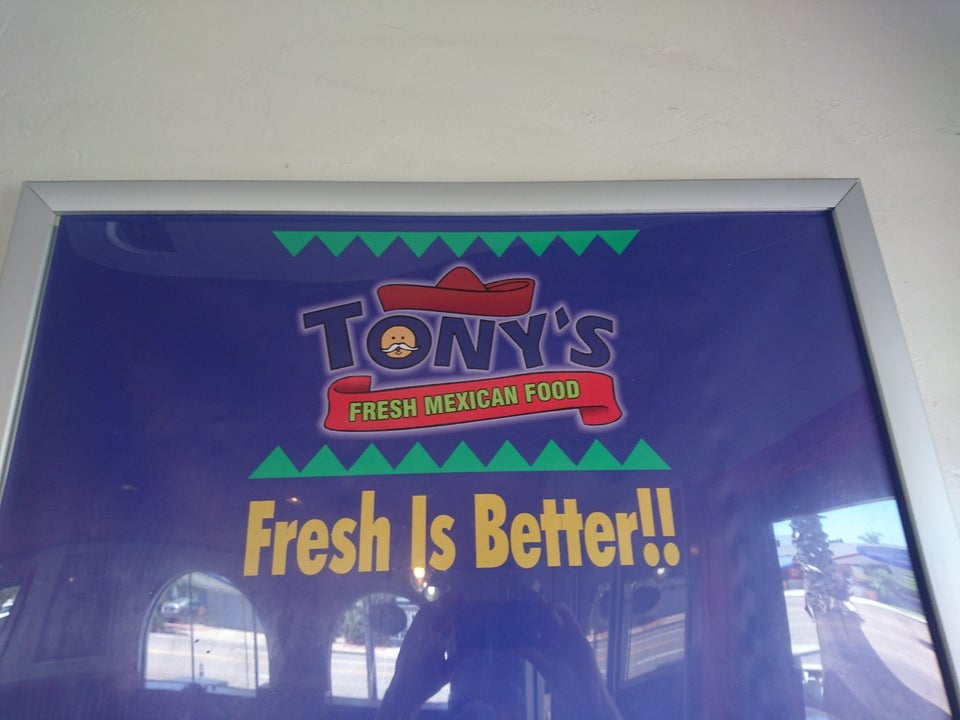 TONY'S
FRESH MEXICAN FOOD
Fresh Is Better!!